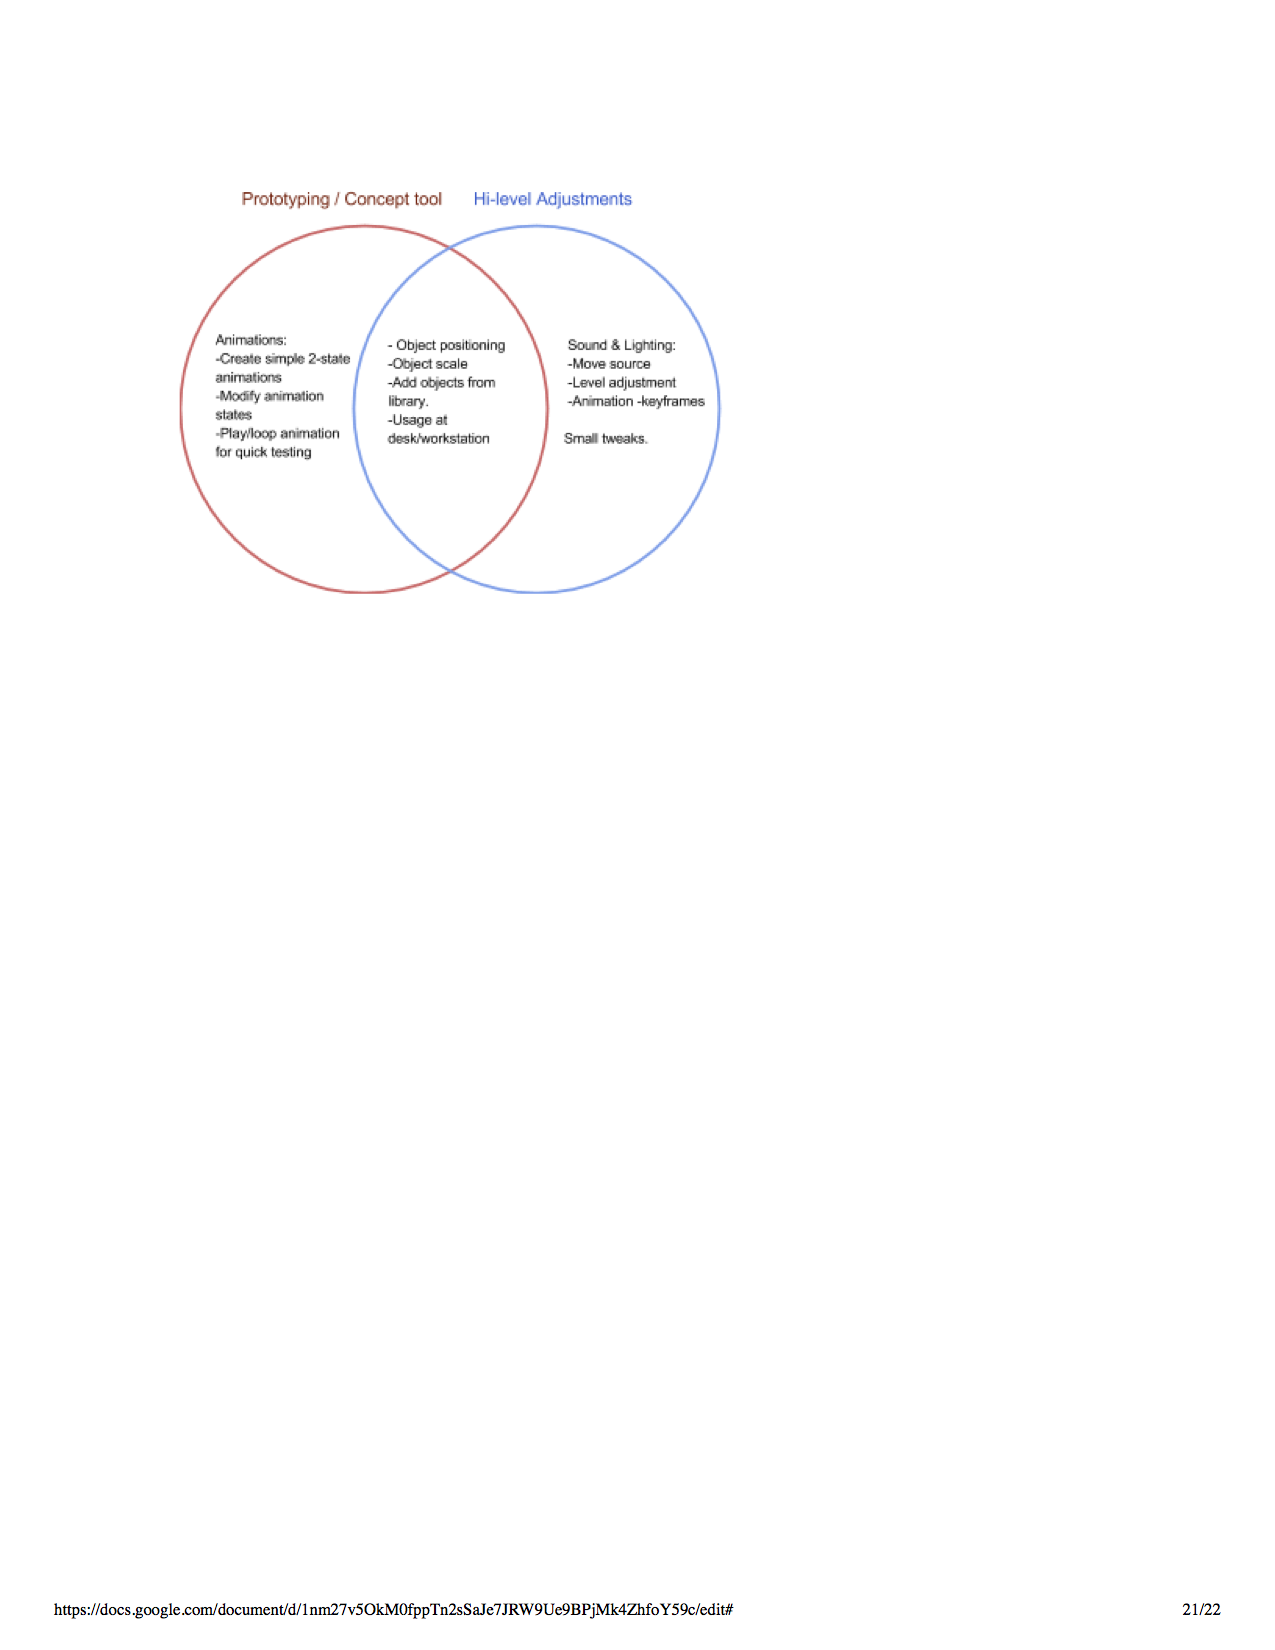 Prototyping / Concept tool
Hi-level Adjustments
Animations:
-Create simple 2-state
animations
-Modify animation
states
-Play/loop animation
for quick testing
- Object positioning
-Object scale
-Add objects from
library.
-Usage at
desk/workstation
Sound & Lighting:
-Move source
-Level adjustment
-Animation -keyframes
Small tweaks.
https://docs.google.com/document/d/1nm27v5OkM0fppTn2sSaJe7JRW9Ue9BPjMk4ZhfoY59c/edit#
21/22